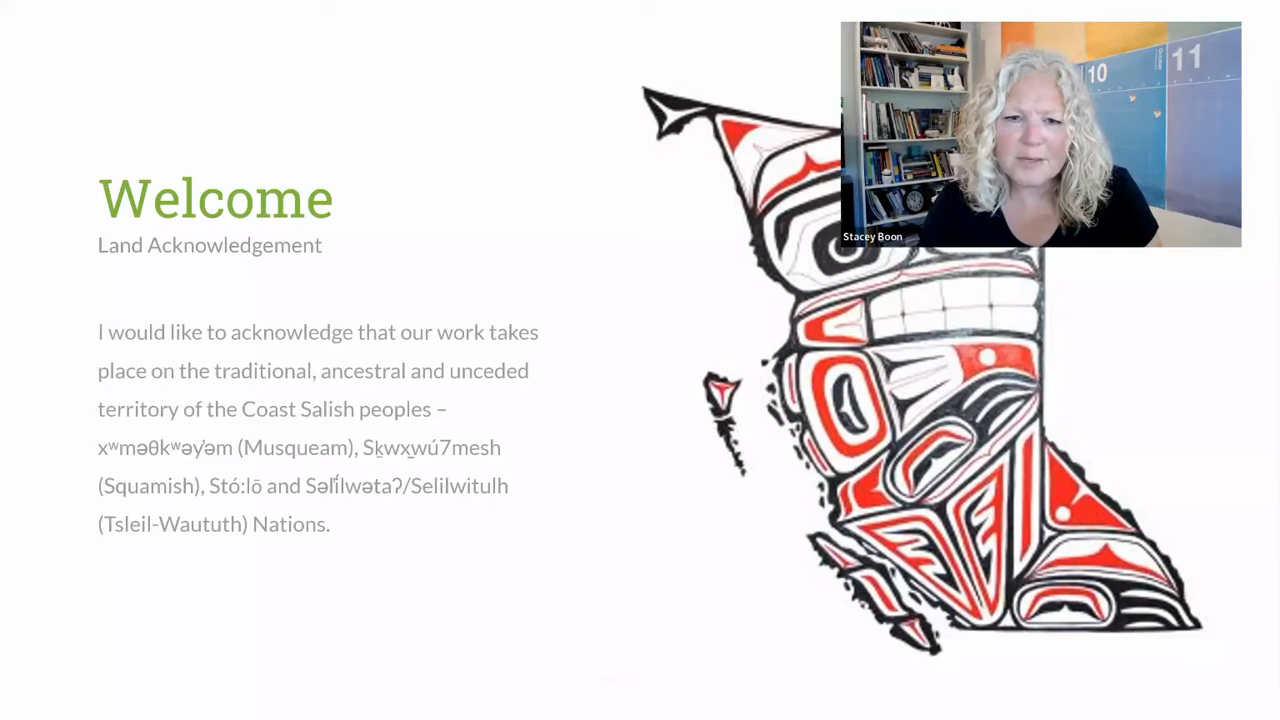 Welcome
Land Acknowledgement
I would like to acknowledge that our work takes
place on the traditional, ancestral and unceded
territory of the Coast Salish peoples –
xʷməθkʷəy̓əm (Musqueam), Sḵwx̱wú7mesh
(Squamish), Stó:lō and Səl̓ílwətaʔ/Selilwitulh
(Tsleil-Waututh) Nations.
10
October
11
Stacey Boon